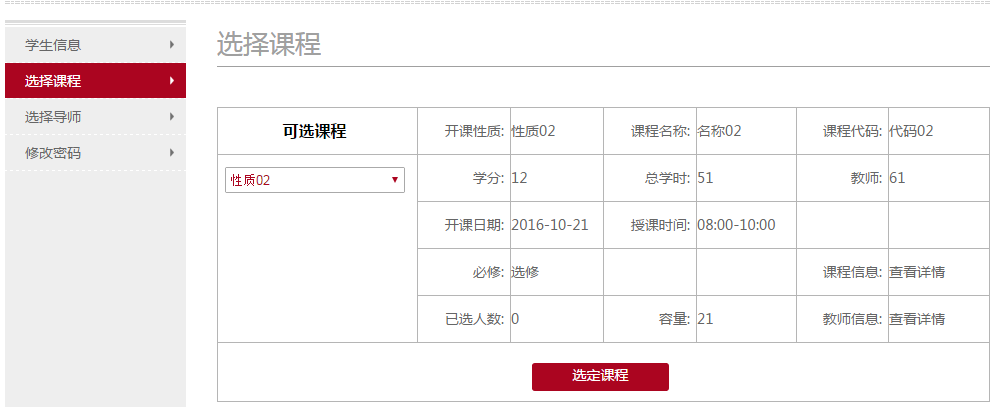 学生信息
选择课程
选择导师
修改密码
选择课程
可选课程 开课性质: 性质02 课程名称: 名称02 课程代码: 代码02
性质02 学分: 12 总学时: 51 教师: 61
开课日期: 2016-10-21 授课时间: 08:00-10:00
必修: 选修 课程信息: 查看详情
已选人数: 0 容量: 21 教师信息: 查看详情
选定课程